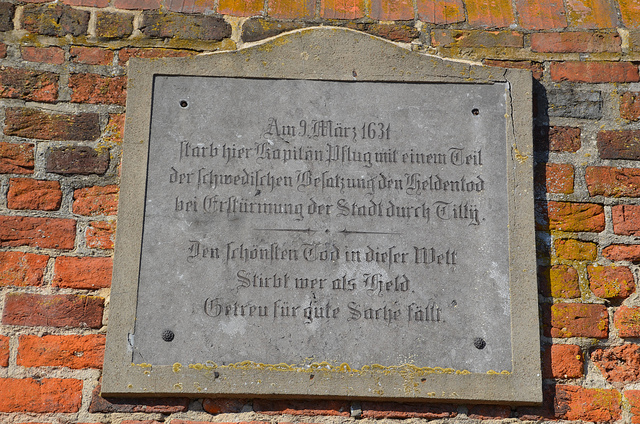 Am 9. März 1631
starb hier Kapitän Pflug mit einem Teil
der schwedischen Besatzung den Heldentod
bei Erstürmung der Stadt durch Tilly.
Den schönsten Tod in dieser Welt
Stirbt wer als Held,
Getreu für gute Sache fällt.